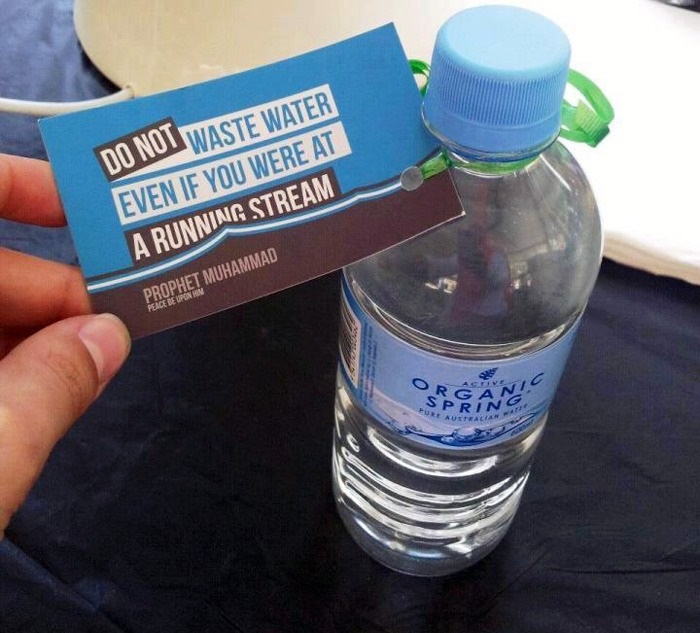 DO NOT WASTE WATER
EVEN IF YOU WERE AT
A RUNNING STREAM
PROPHET MUHAMMAD
PEACE BE UPON HIM
ACTIVE
ORGANIC
SPRING
PURE AUSTRALIAN WATER